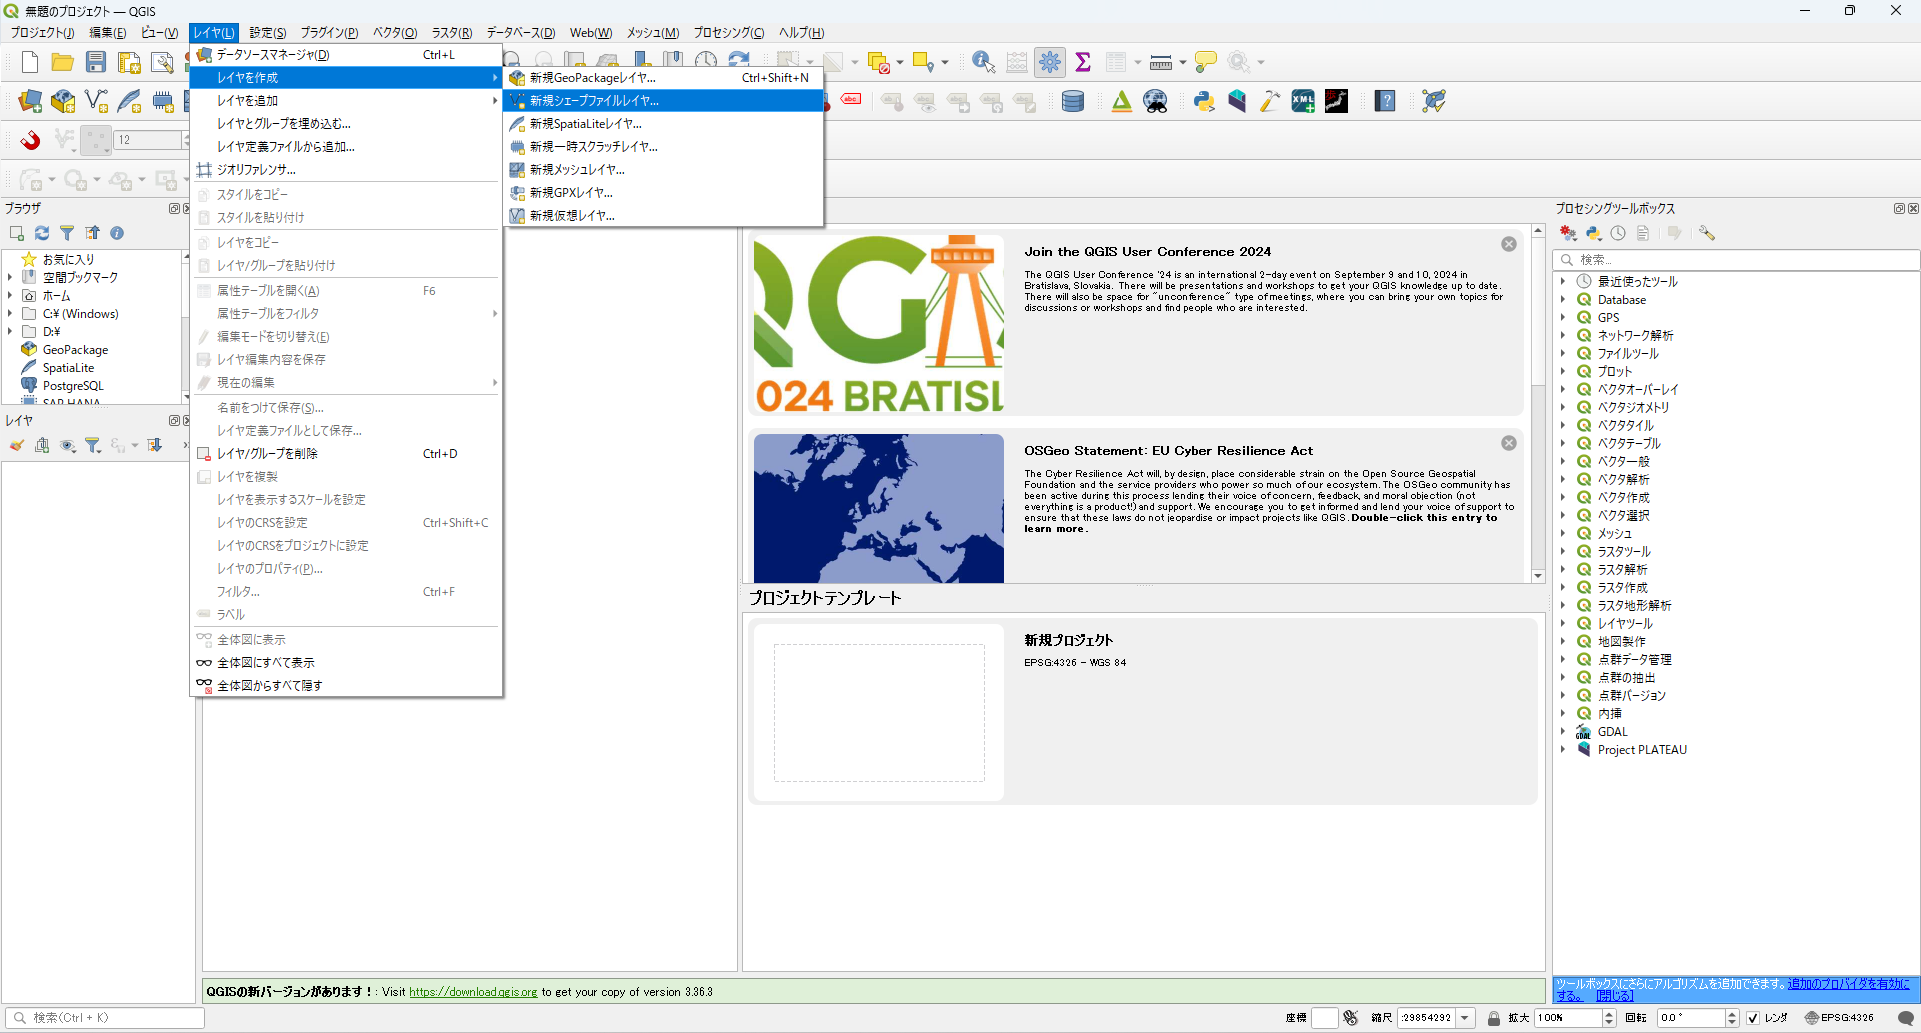 無題のプロジェクト — QGIS
プロジェクト(J) 編集(E) ビュー(V) レイヤ(L) 設定(S) プラグイン(P) ベクタ(O) ラスタ(R) データベース(D) Web(W) メッシュ(M) プロセシング(C) ヘルプ(H)
データソースマネージャ(D) Ctrl+L
レイヤを作成
レイヤを追加
レイヤとグループを埋め込む...
レイヤ定義ファイルから追加...
ジオリファレンサ...
スタイルをコピー
スタイルを貼り付け
レイヤをコピー
レイヤ/グループを貼り付け
属性テーブルを開く(A) F6
属性テーブルをフィルタ
編集モードを切り替え(E)
レイヤ編集内容を保存
現在の編集
名前をつけて保存(S)...
レイヤ定義ファイルとして保存...
レイヤ/グループを削除 Ctrl+D
レイヤを複製
レイヤを表示するスケールを設定
レイヤのCRSを設定 Ctrl+Shift+C
レイヤのCRSをプロジェクトに設定
レイヤのプロパティ(P)...
フィルタ... Ctrl+F
ラベル
全体図に表示
全体図にすべて表示
全体図からすべて隠す
新規GeoPackageレイヤ... Ctrl+Shift+N
新規シェープファイルレイヤ...
新規SpatiaLiteレイヤ...
新規一時スクラッチレイヤ...
新規メッシュレイヤ...
新規GPXレイヤ...
新規仮想レイヤ...
12
ブラウザ
お気に入り
空間ブックマーク
ホーム
C:¥ (Windows)
D:¥
GeoPackage
SpatiaLite
PostgreSQL
SAP HANA
レイヤ
QG
2024 BRATISL
Join the QGIS User Conference 2024
The QGIS User Conference '24 is an international 2-day event on September 9 and 10, 2024 in
Bratislava, Slovakia. There will be presentations and workshops to get your QGIS knowledge up to date.
There will also be space for "unconference" type of meetings, where you can bring your own topics for
discussions or workshops and find people who are interested.
OSGeo Statement: EU Cyber Resilience Act
The Cyber Resilience Act will, by design, place considerable strain on the Open Source Geospatial
Foundation and the service providers who power so much of our ecosystem. The OSGeo community has
been active during this process lending their voice of concern, feedback, and moral objection (not
everything is a product!) and support. We encourage you to get informed and lend your voice of support to
ensure that these laws do not jeopardise or impact projects like QGIS. Double-click this entry to
learn more.
プロジェクトテンプレート
新規プロジェクト
EPSG:4326 - WGS 84
プロセシングツールボックス
検索...
最近使ったツール
Database
GPS
ネットワーク解析
ファイルツール
プロット
ベクタオーバーレイ
ベクタジオメトリ
ベクタタイル
ベクタテーブル
ベクタ一般
ベクタ解析
ベクタ作成
ベクタ選択
メッシュ
ラスタツール
ラスタ解析
ラスタ作成
ラスタ地形解析
レイヤツール
地図製作
点群データ管理
点群の抽出
点群バージョン
内挿
GDAL
Project PLATEAU
ツールボックスにさらにアルゴリズムを追加できます。 追加のプロバイダを有効に
する。 [閉じる]
QGISの新バージョンがあります！: Visit https://download.qgis.org to get your copy of version 3.36.3
検索(Ctrl + K)
座標 縮尺 :29854292 拡大 100% 回転 0.0 ° レンダ EPSG:4326